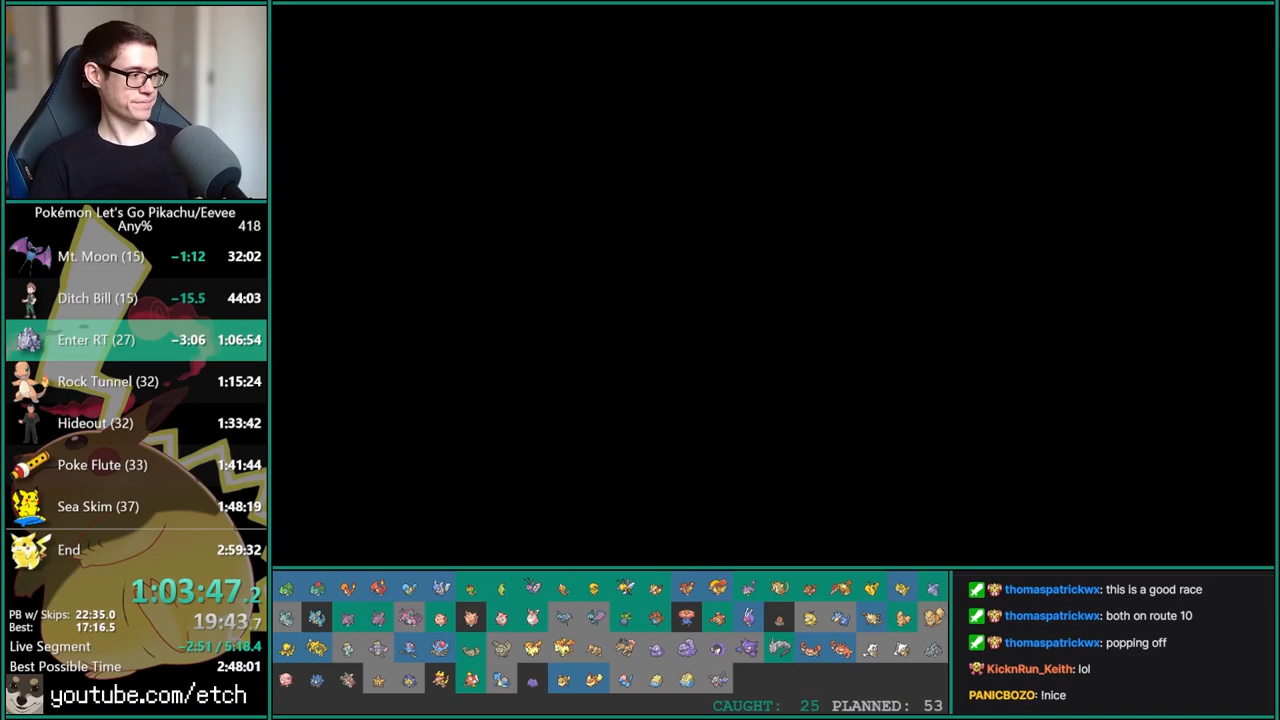 Pokémon Let's Go Pikachu/Eevee
Any% 418
Mt. Moon (15) −1:12 32:02
Ditch Bill (15) −15.5 44:03
Enter RT (27) −3:06 1:06:54
Rock Tunnel (32) 1:15:24
Hideout (32) 1:33:42
Poke Flute (33) 1:41:44
Sea Skim (37) 1:48:19
End 2:59:32
1:03:47.2
PB w/ Skips: 22:35.0
Best: 17:16.5
19:43.7
Live Segment −2:51 / 5:18.4
Best Possible Time 2:48:01
youtube.com/etch
CAUGHT: 25 PLANNED: 53
thomaspatrickwx: this is a good race
thomaspatrickwx: both on route 10
thomaspatrickwx: popping off
KicknRun_Keith: lol
PANICBOZO: !nice